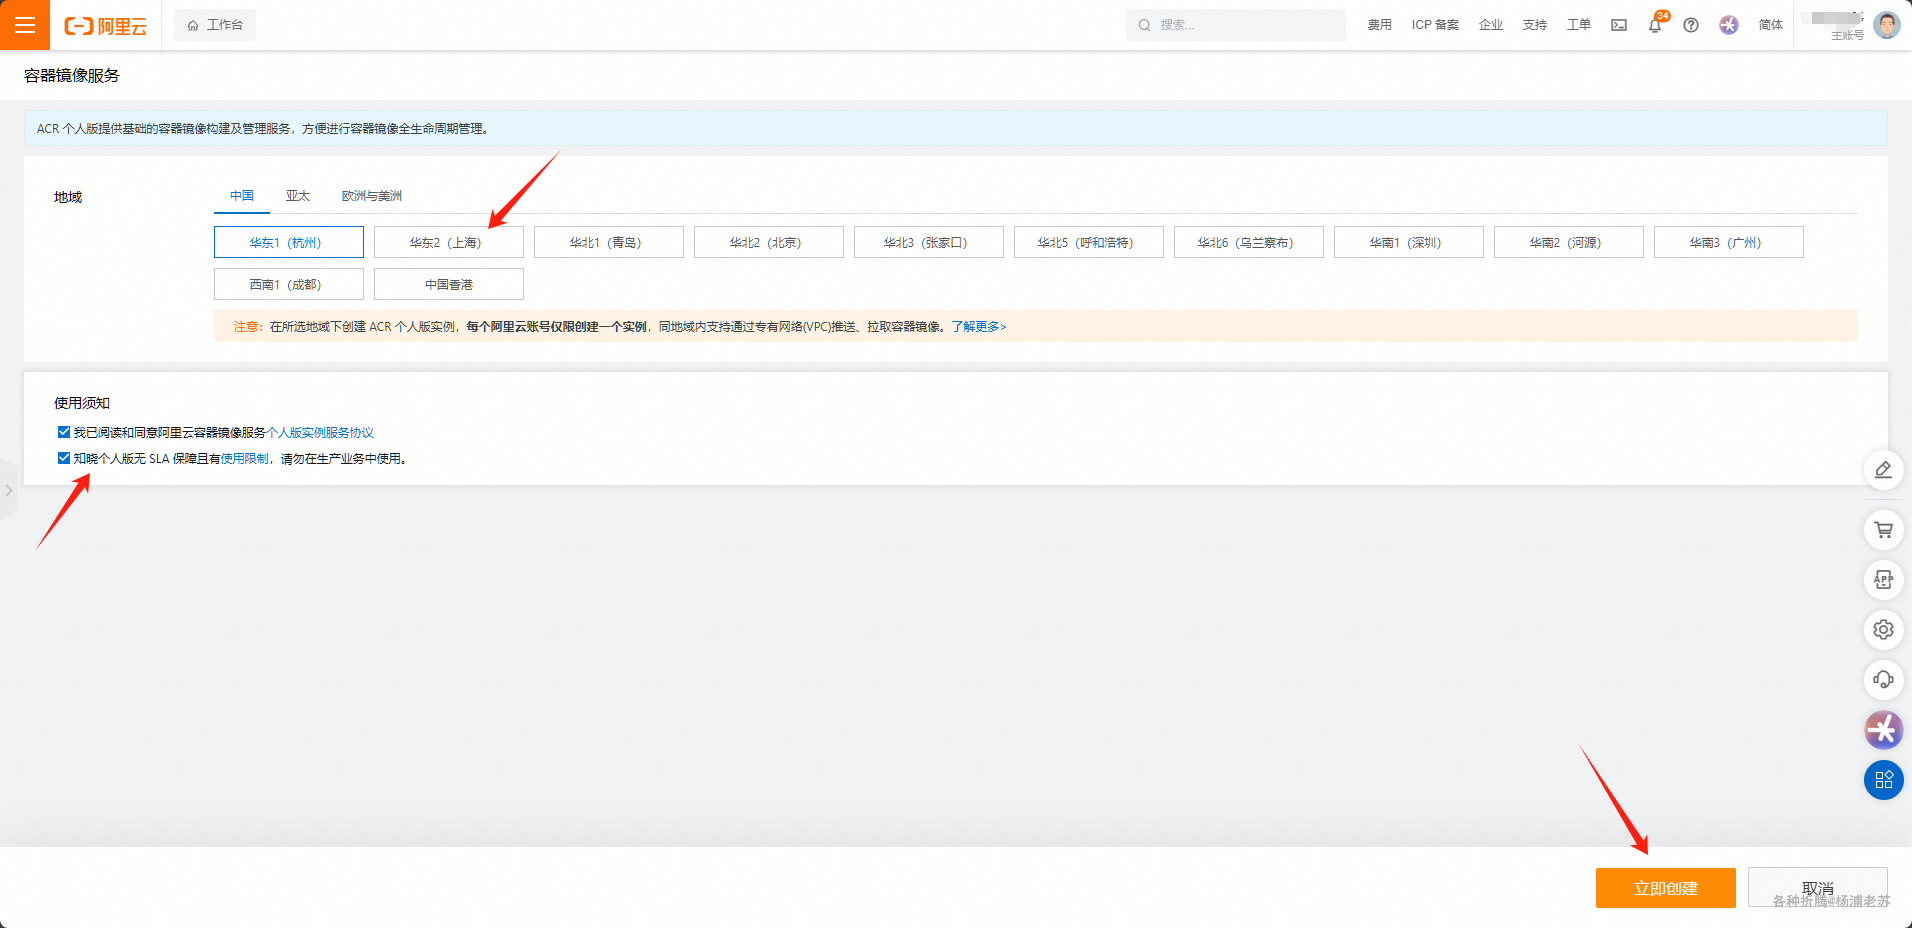 阿里云
工作台
搜索...
费用
ICP 备案
企业
支持
工单
34
简体
主账号
容器镜像服务
ACR 个人版提供基础的容器镜像构建及管理服务，方便进行容器镜像全生命周期管理。
地域
中国
亚太
欧洲与美洲
华东1（杭州）
华东2（上海）
华北1（青岛）
华北2（北京）
华北3（张家口）
华北5（呼和浩特）
华北6（乌兰察布）
华南1（深圳）
华南2（河源）
华南3（广州）
西南1（成都）
中国香港
注意：在所选地域下创建 ACR 个人版实例，每个阿里云账号仅限创建一个实例，同地域内支持通过专有网络(VPC)推送、拉取容器镜像。了解更多>
使用须知
我已阅读和同意阿里云容器镜像服务个人版实例服务协议
知晓个人版无 SLA 保障且有使用限制，请勿在生产业务中使用。
APP
立即创建
取消
各种折腾@杨浦老苏